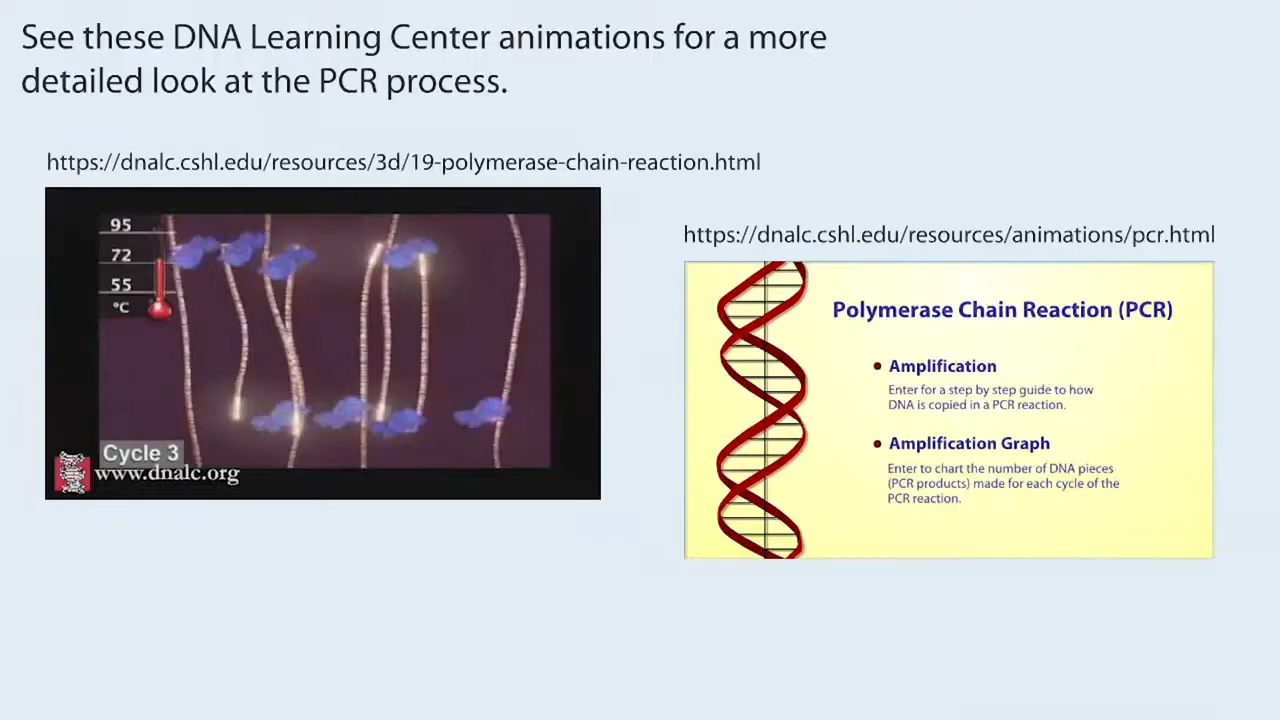 See these DNA Learning Center animations for a more
detailed look at the PCR process.
https://dnalc.cshl.edu/resources/3d/19-polymerase-chain-reaction.html
95
72
55
°C
Cycle 3
www.dnalc.org
https://dnalc.cshl.edu/resources/animations/pcr.html
Polymerase Chain Reaction (PCR)
Amplification
Enter for a step by step guide to how
DNA is copied in a PCR reaction.
Amplification Graph
Enter to chart the number of DNA pieces
(PCR products) made for each cycle of the
PCR reaction.